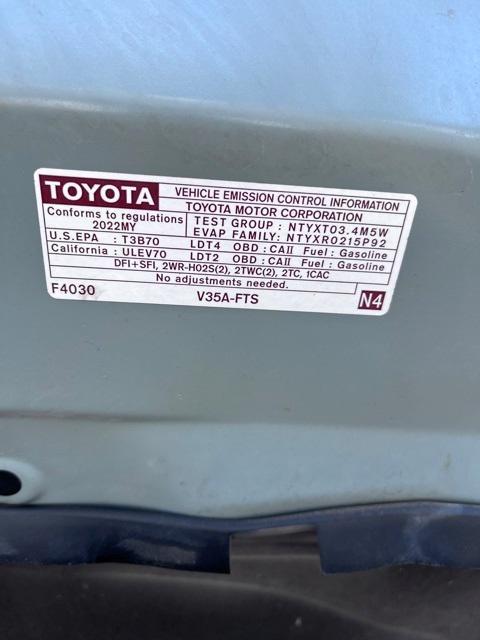 TOYOTA
VEHICLE EMISSION CONTROL INFORMATION
TOYOTA MOTOR CORPORATION
Conforms to regulations
2022MY
TEST GROUP : NTYXT03.4M5W
EVAP FAMILY: NTYXR0215P92
U.S.EPA : T3B70 LDT4 OBD : CAII Fuel : Gasoline
California : ULEV70 LDT2 OBD : CAII Fuel : Gasoline
DFI+SFI, 2WR-HO2S(2), 2TWC(2), 2TC, 1CAC
No adjustments needed.
F4030 V35A-FTS N4